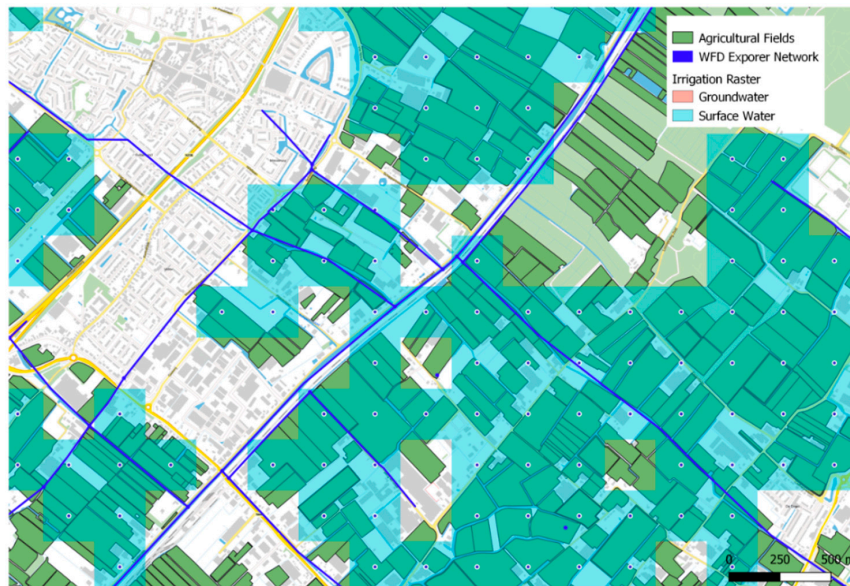 Agricultural Fields
WFD Exporer Network
Irrigation Raster
Groundwater
Surface Water
0 250 500 m